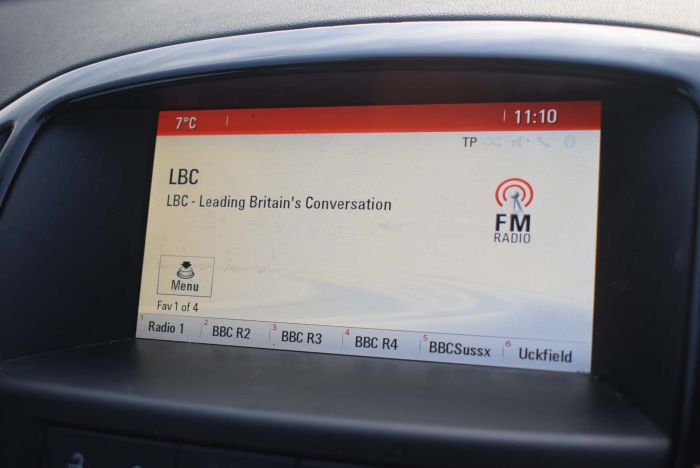 7°C 11:10
TP
LBC
LBC - Leading Britain's Conversation
FM
RADIO
Menu
Fav 1 of 4
1 Radio 1 2 BBC R2 3 BBC R3 4 BBC R4 5 BBCSussx 6 Uckfield